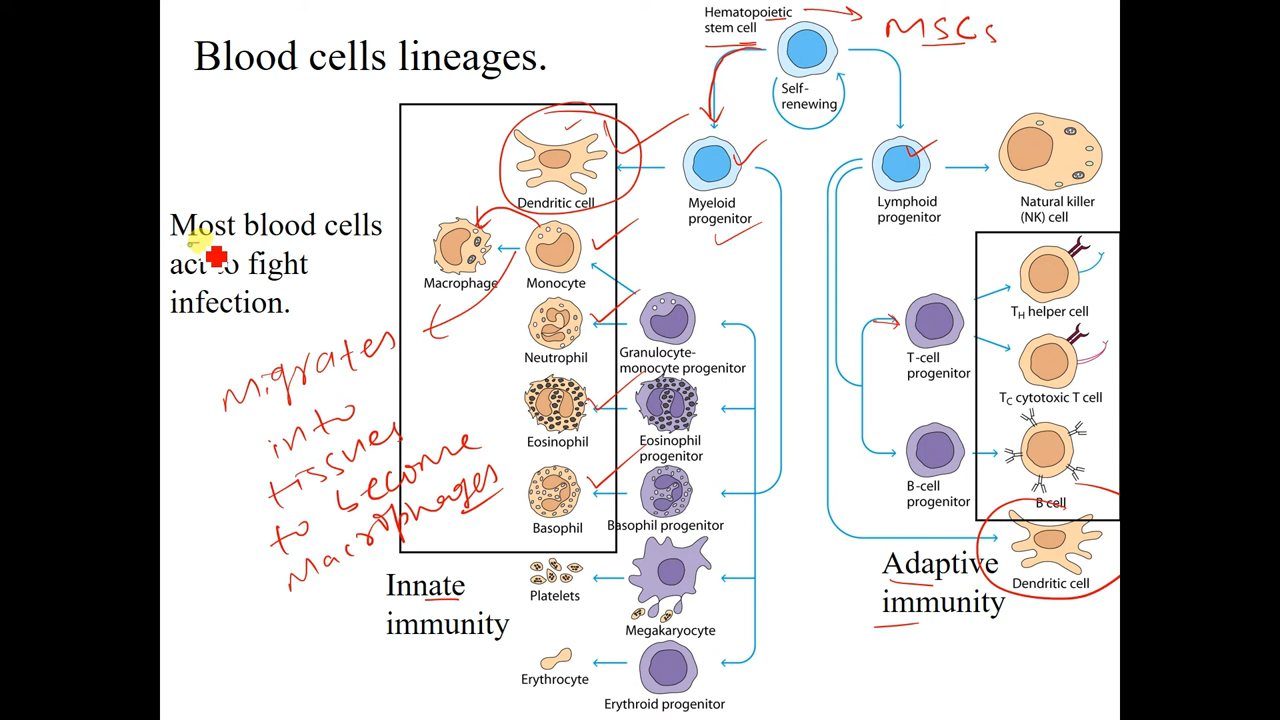 Blood cells lineages.
Hematopoietic
stem cell
MSCs
Self-
renewing
Dendritic cell
Myeloid
progenitor
Lymphoid
progenitor
Natural killer
(NK) cell
Most blood cells
act to fight
infection.
Macrophage
Monocyte
Neutrophil
Granulocyte-
monocyte progenitor
T-cell
progenitor
TH helper cell
TC cytotoxic T cell
migrates
into
tissues
to become
macrophages
Eosinophil
Eosinophil
progenitor
B-cell
progenitor
B cell
Basophil
Basophil progenitor
Dendritic cell
Innate
immunity
Adaptive
immunity
Platelets
Megakaryocyte
Erythrocyte
Erythroid progenitor